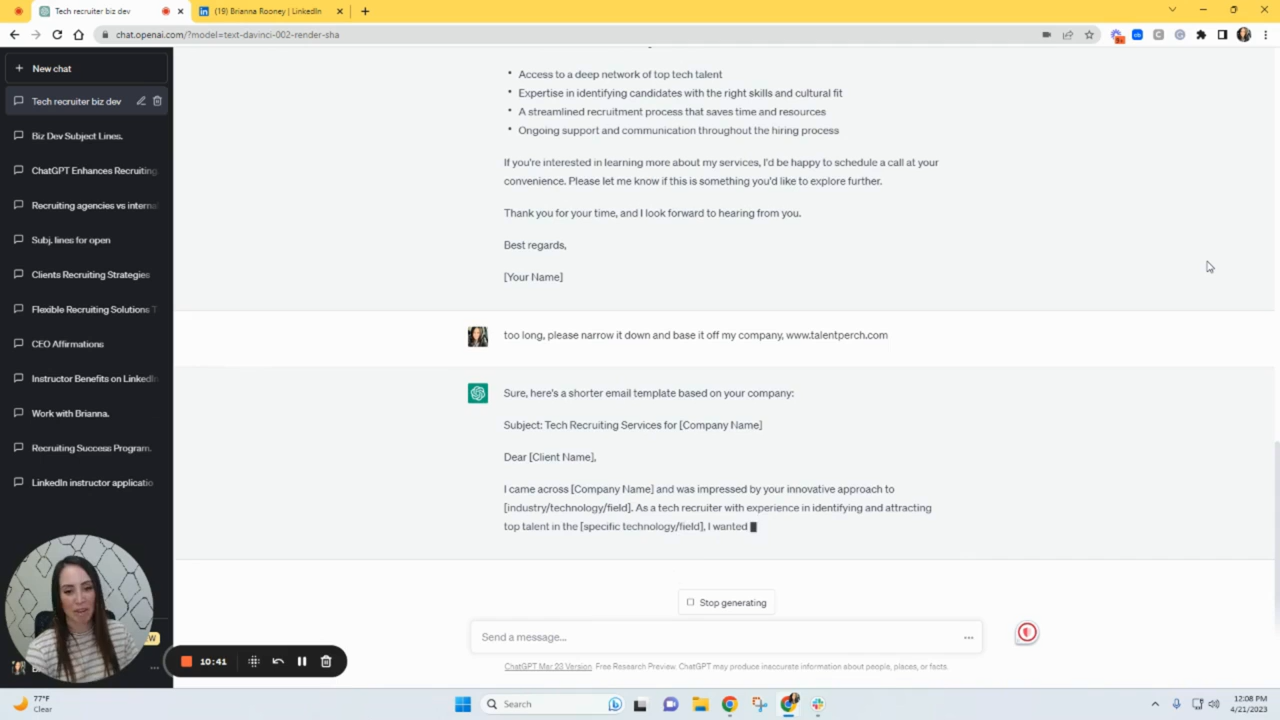 Tech recruiter biz dev
(19) Brianna Rooney | LinkedIn
chat.openai.com/?model=text-davinci-002-render-sha
+ New chat
Tech recruiter biz dev
Biz Dev Subject Lines.
ChatGPT Enhances Recruiting.
Recruiting agencies vs interna
Subj. lines for open
Clients Recruiting Strategies
Flexible Recruiting Solutions T
CEO Affirmations
Instructor Benefits on LinkedIn
Work with Brianna.
Recruiting Success Program.
LinkedIn instructor applicatio
• Access to a deep network of top tech talent
• Expertise in identifying candidates with the right skills and cultural fit
• A streamlined recruitment process that saves time and resources
• Ongoing support and communication throughout the hiring process
If you're interested in learning more about my services, I'd be happy to schedule a call at your
convenience. Please let me know if this is something you'd like to explore further.
Thank you for your time, and I look forward to hearing from you.
Best regards,
[Your Name]
too long, please narrow it down and base it off my company, www.talentperch.com
Sure, here's a shorter email template based on your company:
Subject: Tech Recruiting Services for [Company Name]
Dear [Client Name],
I came across [Company Name] and was impressed by your innovative approach to
[industry/technology/field]. As a tech recruiter with experience in identifying and attracting
top talent in the [specific technology/field], I wanted
Stop generating
Send a message...
ChatGPT Mar 23 Version. Free Research Preview. ChatGPT may produce inaccurate information about people, places, or facts.
10:41
77°F
Clear
Search
12:08 PM
4/21/2023